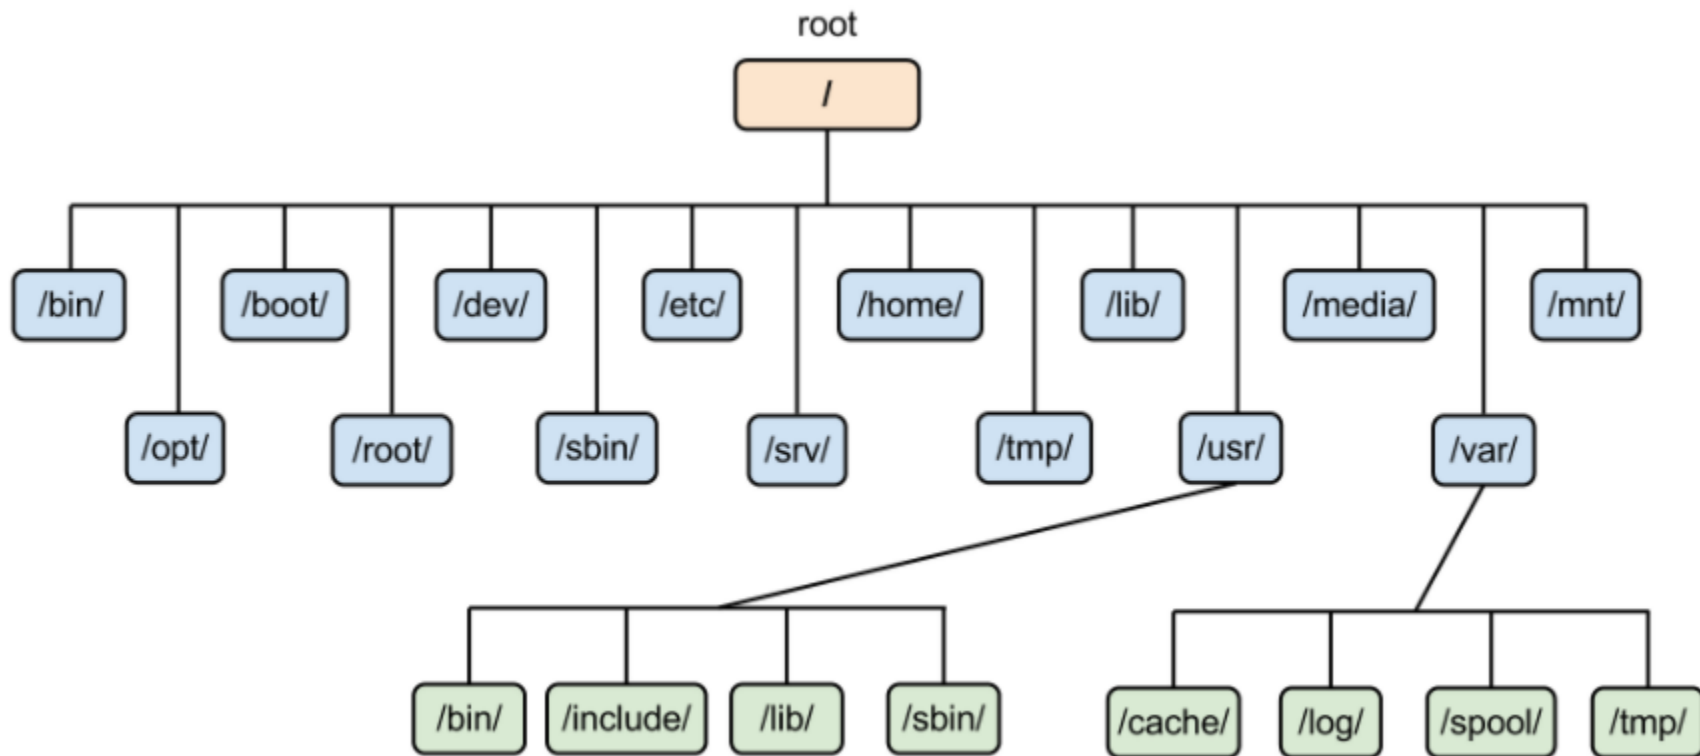 root
/
/bin/ /boot/ /dev/ /etc/ /home/ /lib/ /media/ /mnt/
/opt/ /root/ /sbin/ /srv/ /tmp/ /usr/ /var/
/bin/ /include/ /lib/ /sbin/ /cache/ /log/ /spool/ /tmp/